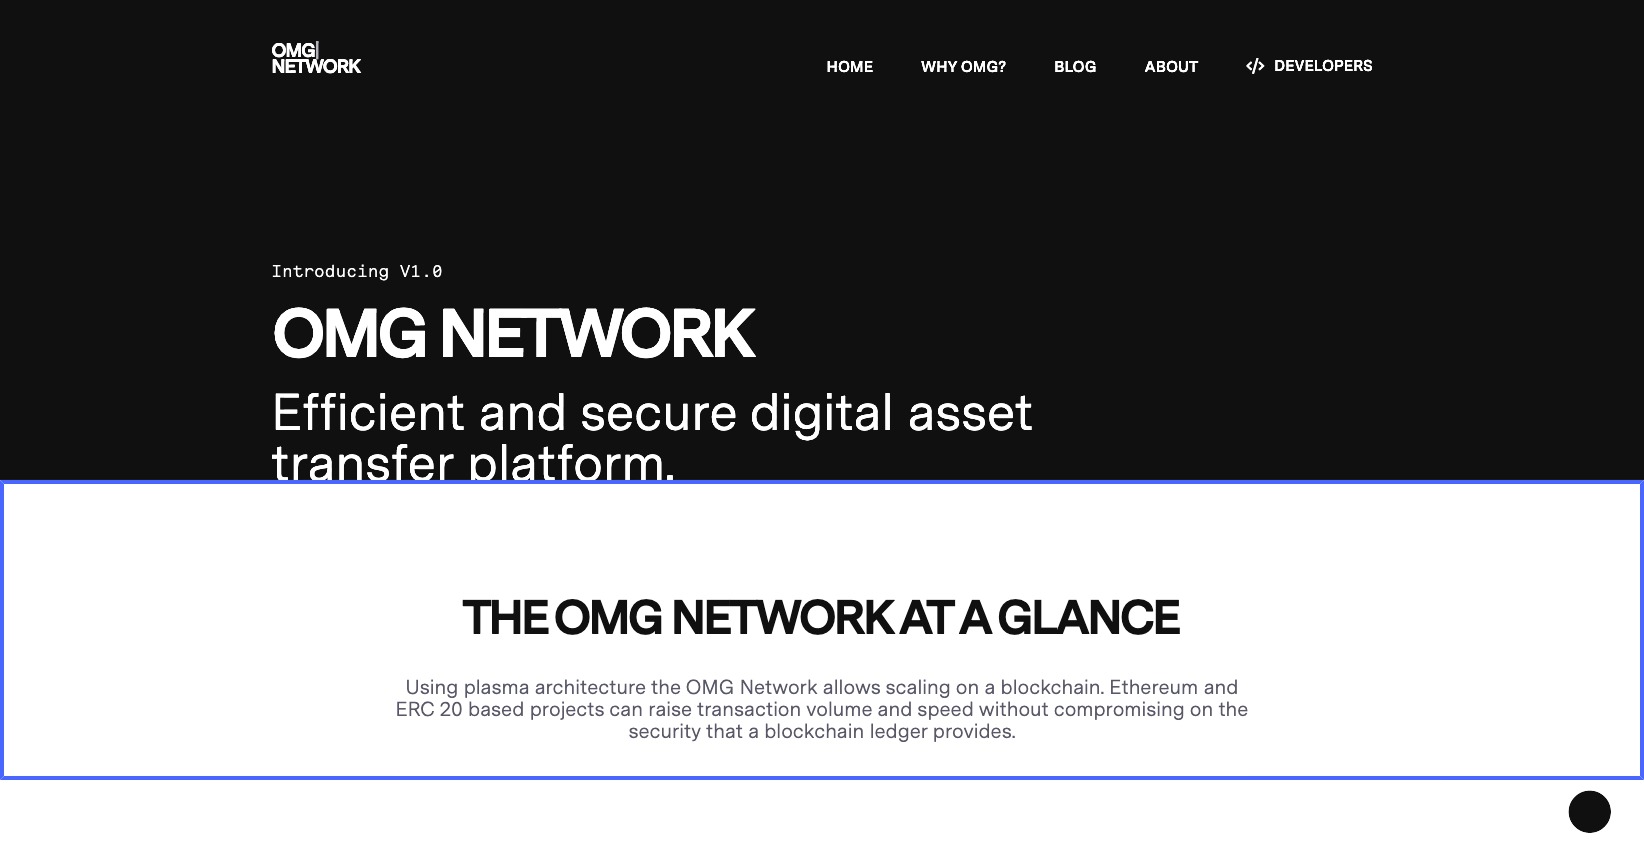 OMG
NETWORK
HOME WHY OMG? BLOG ABOUT </> DEVELOPERS
Introducing V1.0
OMG NETWORK
Efficient and secure digital asset
transfer platform.
THE OMG NETWORK AT A GLANCE
Using plasma architecture the OMG Network allows scaling on a blockchain. Ethereum and
ERC 20 based projects can raise transaction volume and speed without compromising on the
security that a blockchain ledger provides.